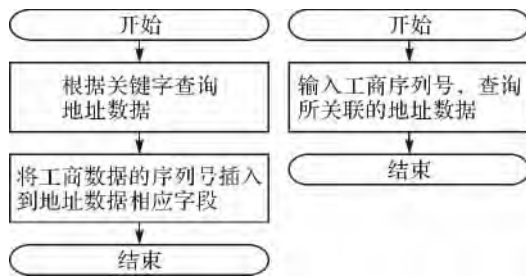 开始
根据关键字查询
地址数据
将工商数据的序列号插入
到地址数据相应字段
结束
开始
输入工商序列号，查询
所关联的地址数据
结束